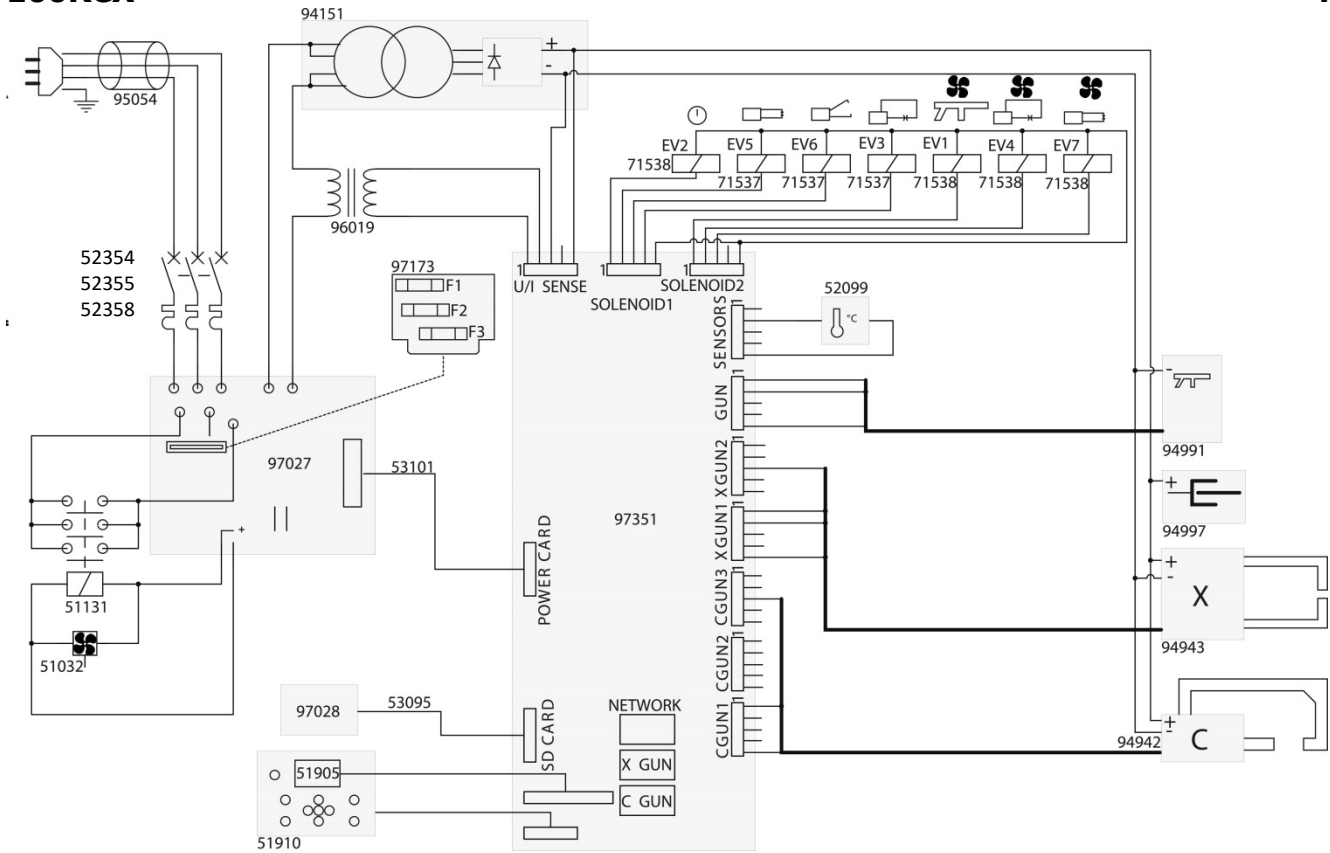 94151
95054
+
-
°C
EV2 EV5 EV6 EV3 EV1 EV4 EV7
71538 71537 71537 71537 71538 71538 71538
96019
52354
52355
52358
97173
F1
F2
F3
1 1 1
U/I SENSE
SOLENOID1
SOLENOID2
52099
SENSORS 1
GUN 1
XGUN2 1
XGUN1 1
CGUN3 1
CGUN2 1
CGUN1 1
97027
53101
97351
POWER CARD
+
51131
51032
97028
53095
SD CARD
NETWORK
X GUN
C GUN
51905
51910
-
94991
+
94997
+
-
X
94943
+
-
94942
C